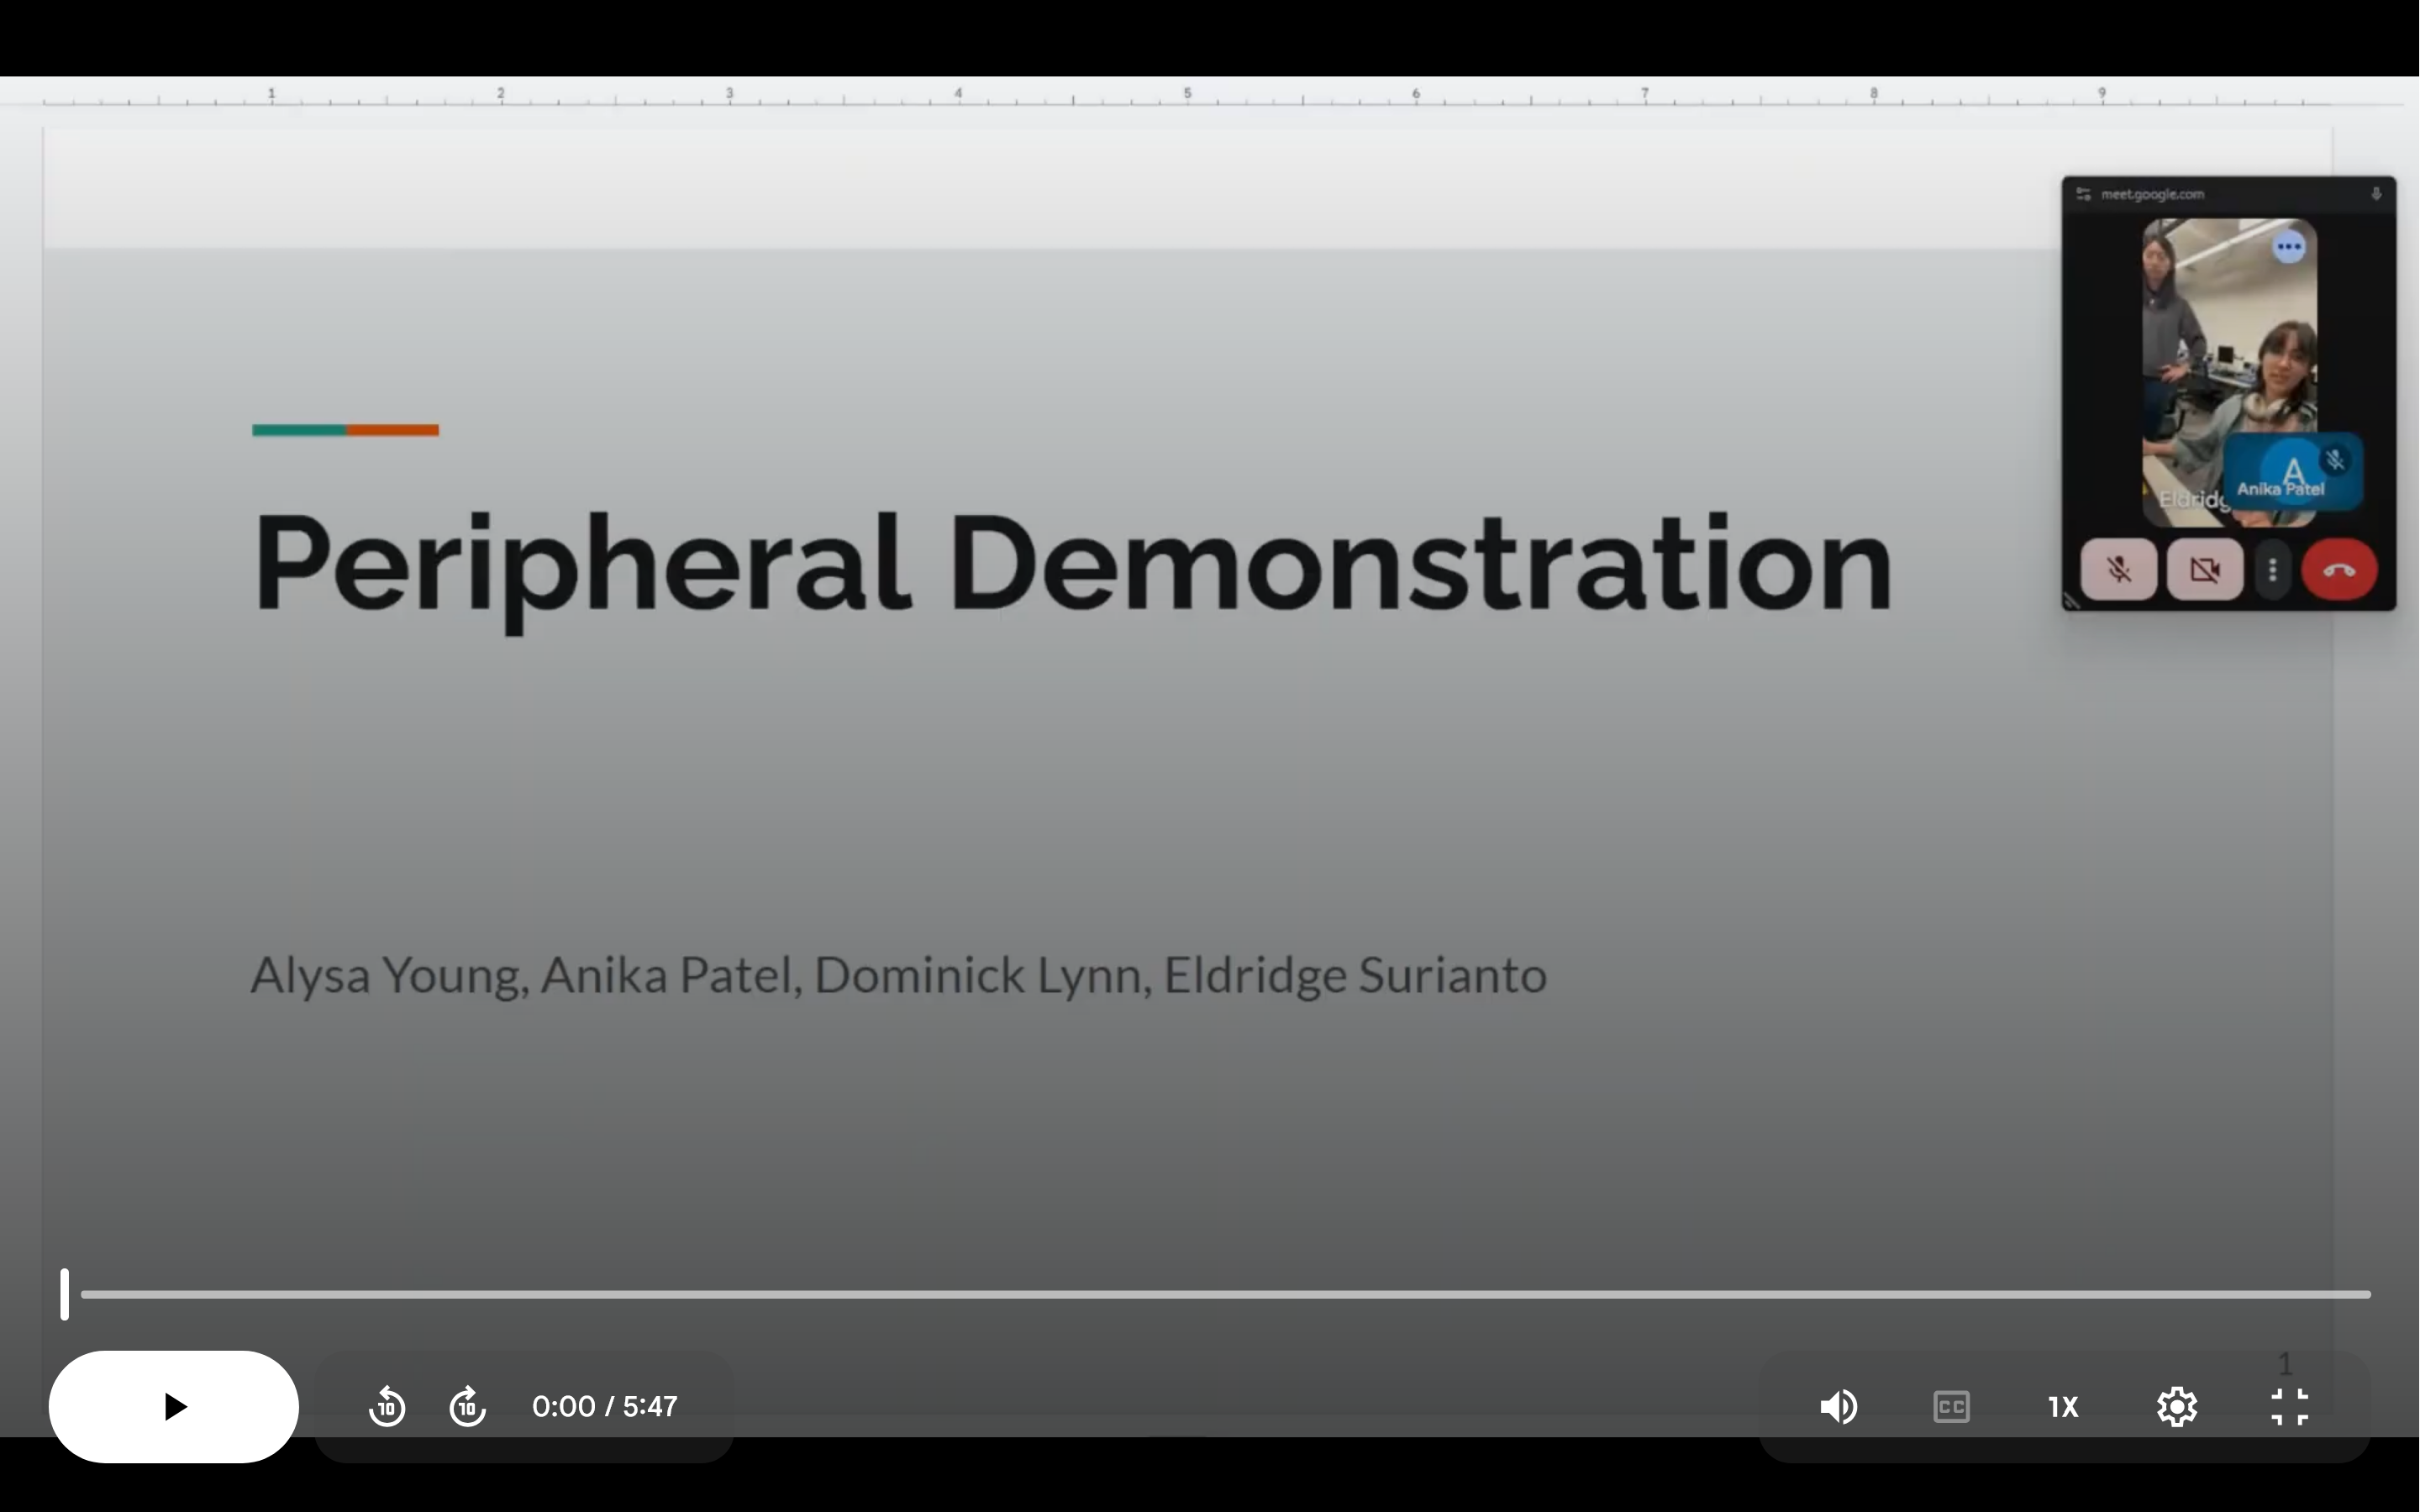 1 2 3 4 5 6 7 8 9
meet.google.com
Peripheral Demonstration
A
Anika Patel
Alysa Young, Anika Patel, Dominick Lynn, Eldridge Surianto
1
10 10 0:00 / 5:47 CC 1X